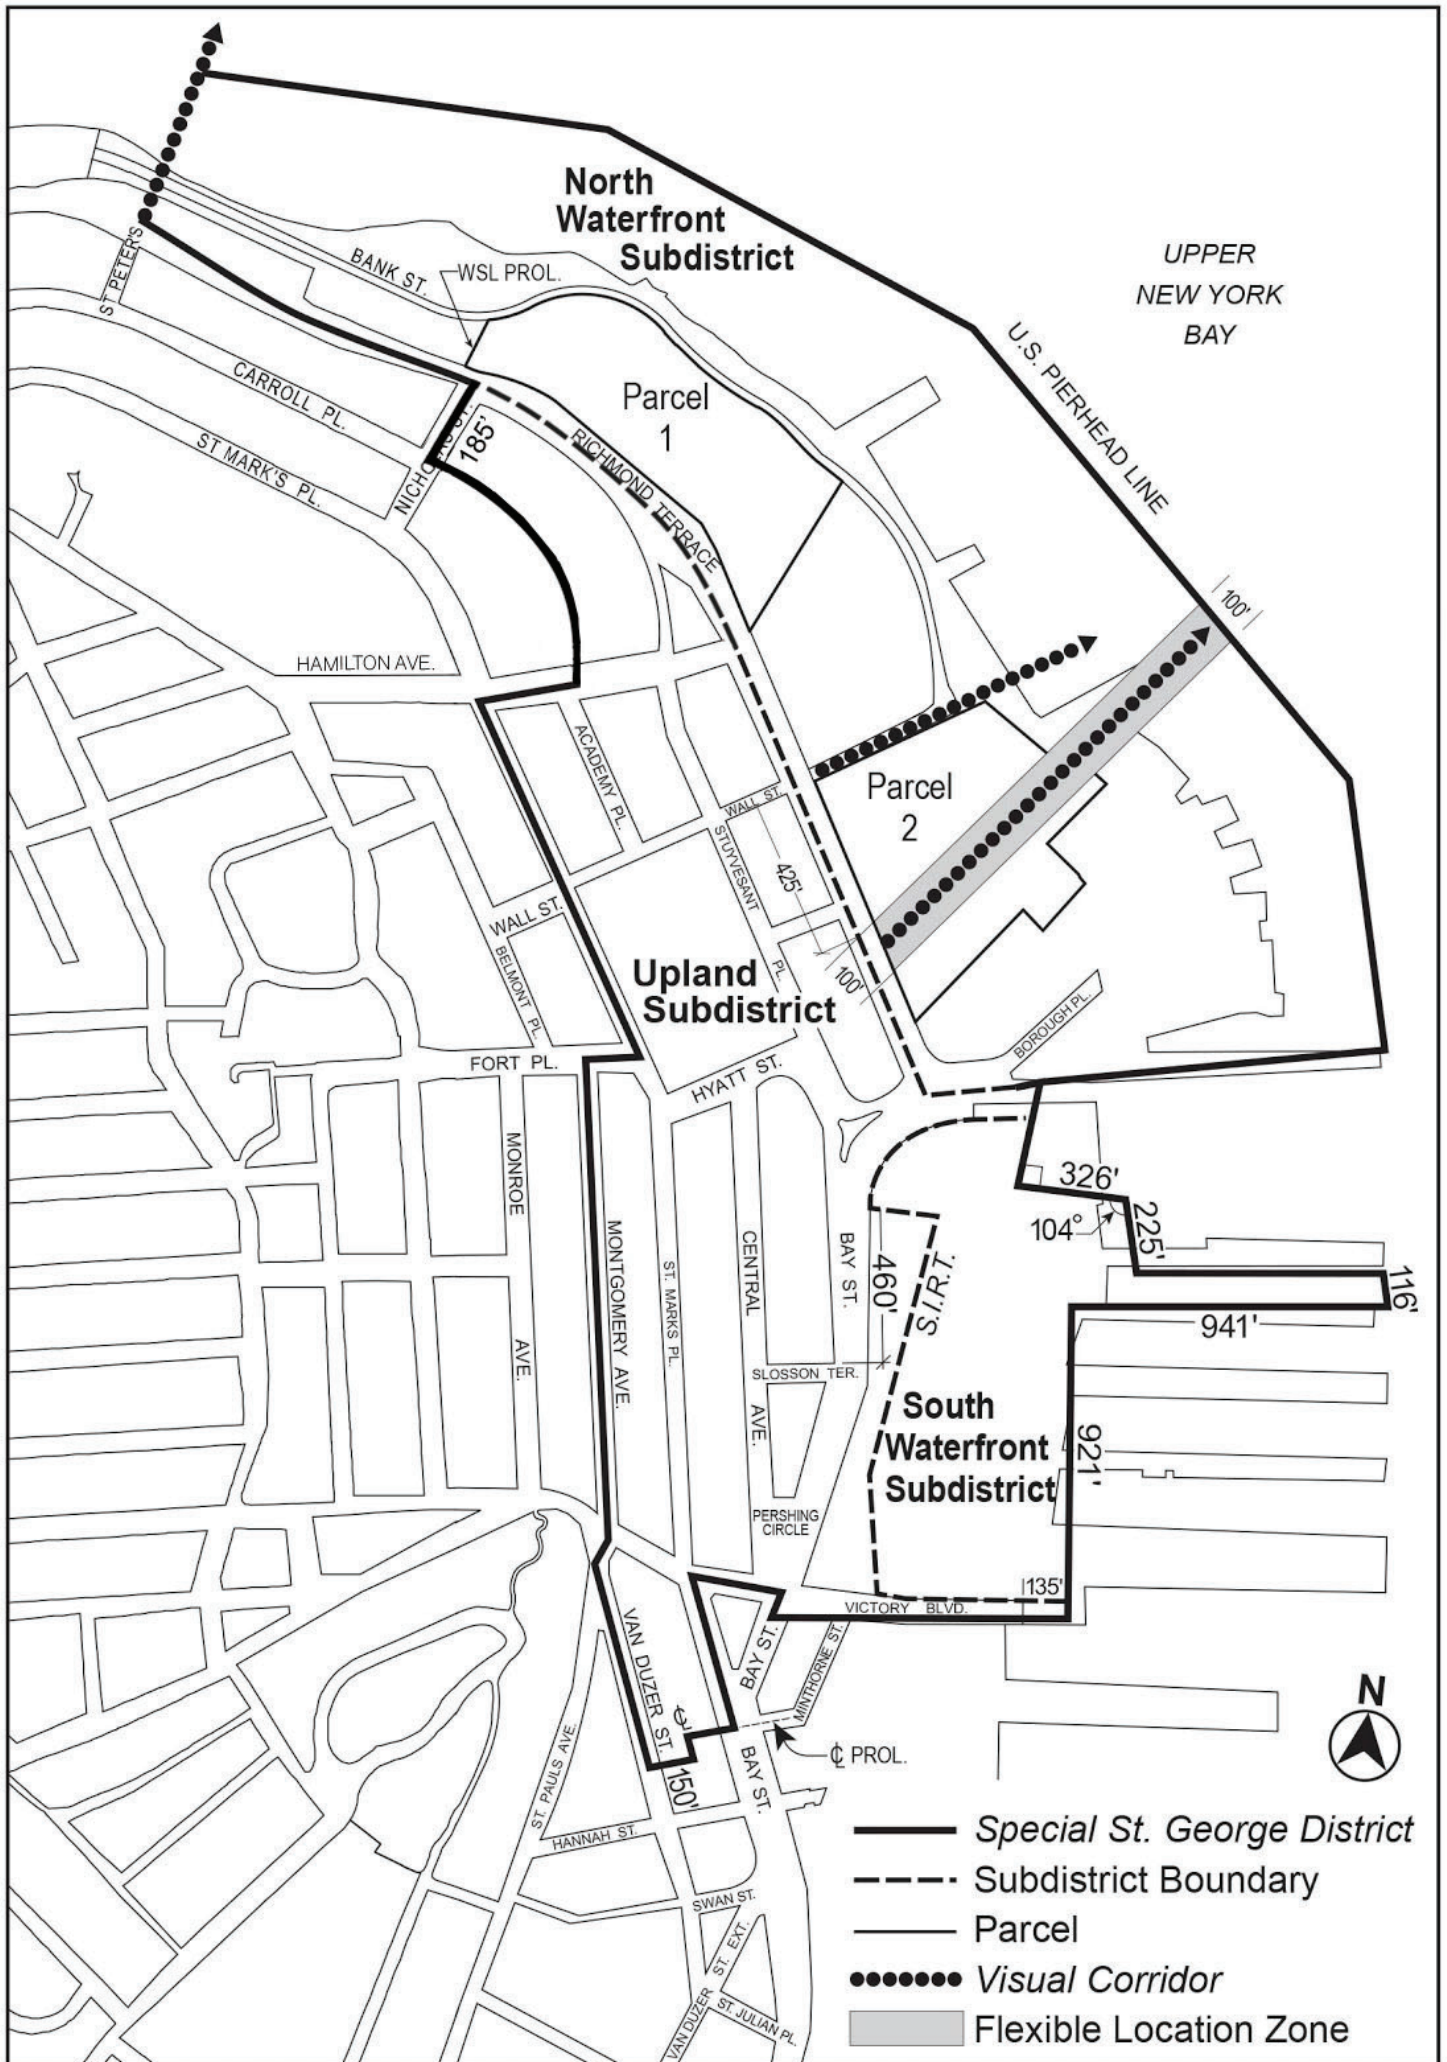 North
Waterfront
Subdistrict
UPPER
NEW YORK
BAY
ST PETER'S
BANK ST.
WSL PROL.
U.S. PIERHEAD LINE
CARROLL PL.
Parcel
1
185'
RICHMOND TERRACE
ST MARK'S PL.
NICHOLAS ST.
100'
HAMILTON AVE.
ACADEMY PL.
WALL ST.
Parcel
2
STUYVESANT
PL.
425'
WALL ST.
BELMONT PL.
Upland
Subdistrict
100'
BOROUGH PL.
FORT PL.
HYATT ST.
MONROE
AVE.
326'
104°
225'
MONTGOMERY AVE.
ST. MARKS PL.
CENTRAL
AVE.
BAY ST.
460'
S.I.R.T.
116'
941'
SLOSSON TER.
South
Waterfront
Subdistrict
921'
PERSHING
CIRCLE
135'
VICTORY BLVD.
VAN DUZER ST.
BAY ST.
MINTHORNE ST.
N
℄
℄ PROL.
ST. PAULS AVE.
150'
BAY ST.
HANNAH ST.
SWAN ST.
VAN DUZER ST. EXT.
ST. JULIAN PL.
Special St. George District
Subdistrict Boundary
Parcel
Visual Corridor
Flexible Location Zone